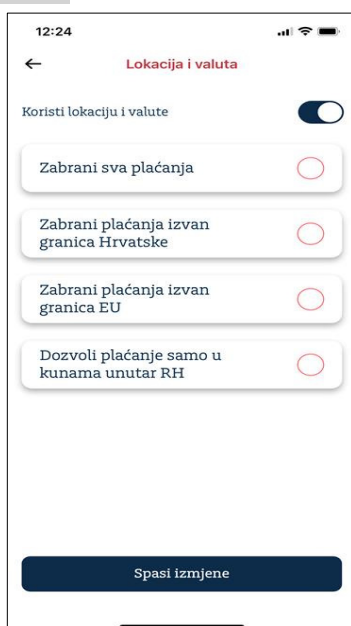 12:24
Lokacija i valuta
Koristi lokaciju i valute
Zabrani sva plaćanja
Zabrani plaćanja izvan
granica Hrvatske
Zabrani plaćanja izvan
granica EU
Dozvoli plaćanje samo u
kunama unutar RH
Spasi izmjene